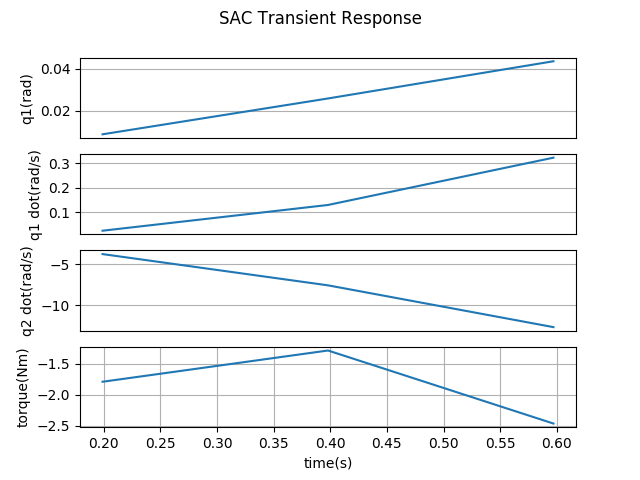 SAC Transient Response
0.04
0.02
q1(rad)
0.3
0.2
0.1
q1 dot(rad/s)
−5
−10
q2 dot(rad/s)
−1.5
−2.0
−2.5
torque(Nm)
0.20 0.25 0.30 0.35 0.40 0.45 0.50 0.55 0.60
time(s)